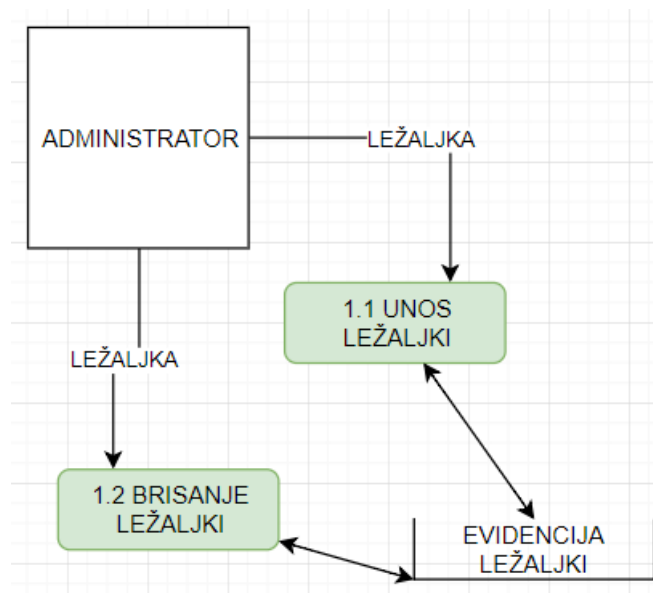 ADMINISTRATOR
LEŽALJKA
1.1 UNOS
LEŽALJKI
LEŽALJKA
1.2 BRISANJE
LEŽALJKI
EVIDENCIJA
LEŽALJKI